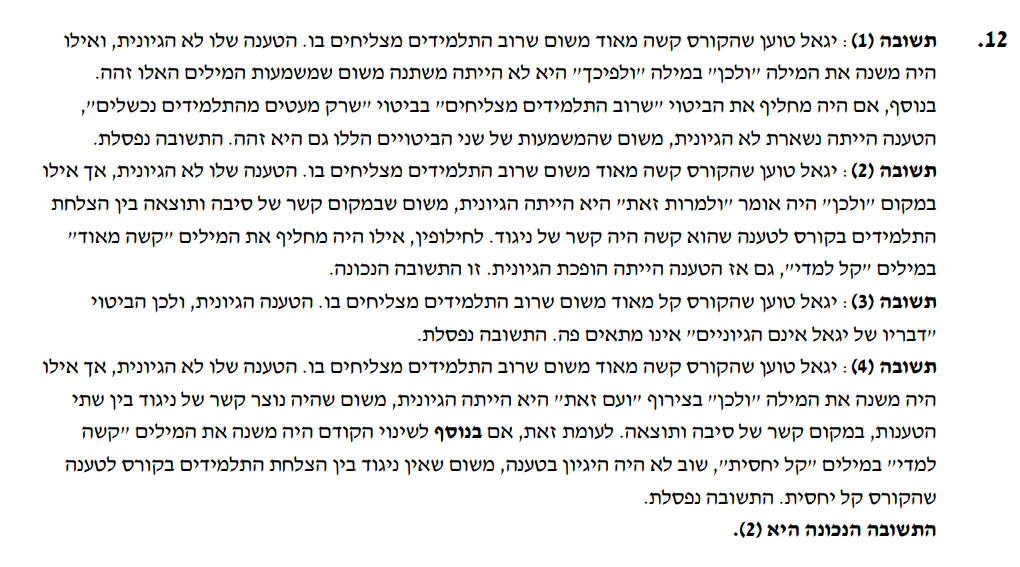 12. תשובה (1): יגאל טוען שהקורס קשה מאוד משום שרוב התלמידים מצליחים בו. הטענה שלו לא הגיונית, ואילו
היה משנה את המילה "ולכן" במילה "ולפיכך" היא לא הייתה משתנה משום שמשמעות המילים האלו זהה.
בנוסף, אם היה מחליף את הביטוי "שרוב התלמידים מצליחים" בביטוי "שרק מעטים מהתלמידים נכשלים",
הטענה הייתה נשארת לא הגיונית, משום שהמשמעות של שני הביטויים הללו גם היא זהה. התשובה נפסלת.
תשובה (2): יגאל טוען שהקורס קשה מאוד משום שרוב התלמידים מצליחים בו. הטענה שלו לא הגיונית, אך אילו
במקום "ולכן" היה אומר "ולמרות זאת" היא הייתה הגיונית, משום שבמקום קשר של סיבה ותוצאה בין הצלחת
התלמידים בקורס לטענה שהוא קשה היה קשר של ניגוד. לחילופין, אילו היה מחליף את המילים "קשה מאוד"
במילים "קל למדי", גם אז הטענה הייתה הופכת הגיונית. זו התשובה הנכונה.
תשובה (3): יגאל טוען שהקורס קל מאוד משום שרוב התלמידים מצליחים בו. הטענה הגיונית, ולכן הביטוי
"דבריו של יגאל אינם הגיוניים" אינו מתאים פה. התשובה נפסלת.
תשובה (4): יגאל טוען שהקורס קשה מאוד משום שרוב התלמידים מצליחים בו. הטענה שלו לא הגיונית, אך אילו
היה משנה את המילה "ולכן" בצירוף "ועם זאת" היא הייתה הגיונית, משום שהיה נוצר קשר של ניגוד בין שתי
הטענות, במקום קשר של סיבה ותוצאה. לעומת זאת, אם בנוסף לשינוי הקודם היה משנה את המילים "קשה
למדי" במילים "קל יחסית", שוב לא היה היגיון בטענה, משום שאין ניגוד בין הצלחת התלמידים בקורס לטענה
שהקורס קל יחסית. התשובה נפסלת.
התשובה הנכונה היא (2).